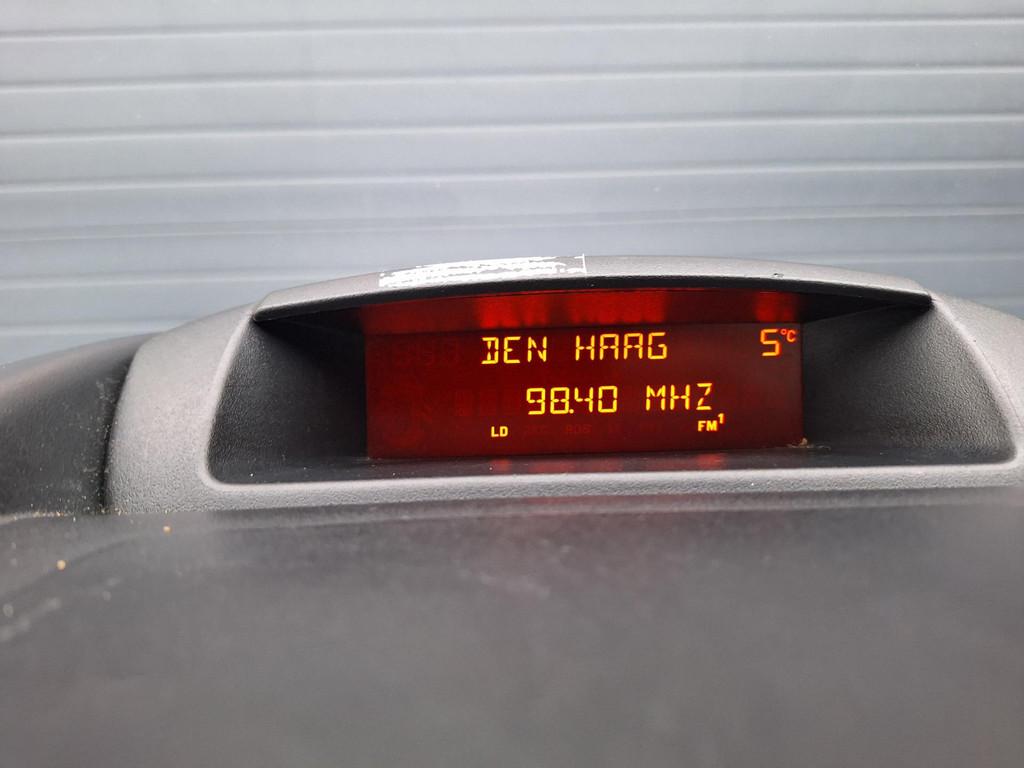 DEN HAAG 5°C
98.40 MHZ
LD FM1